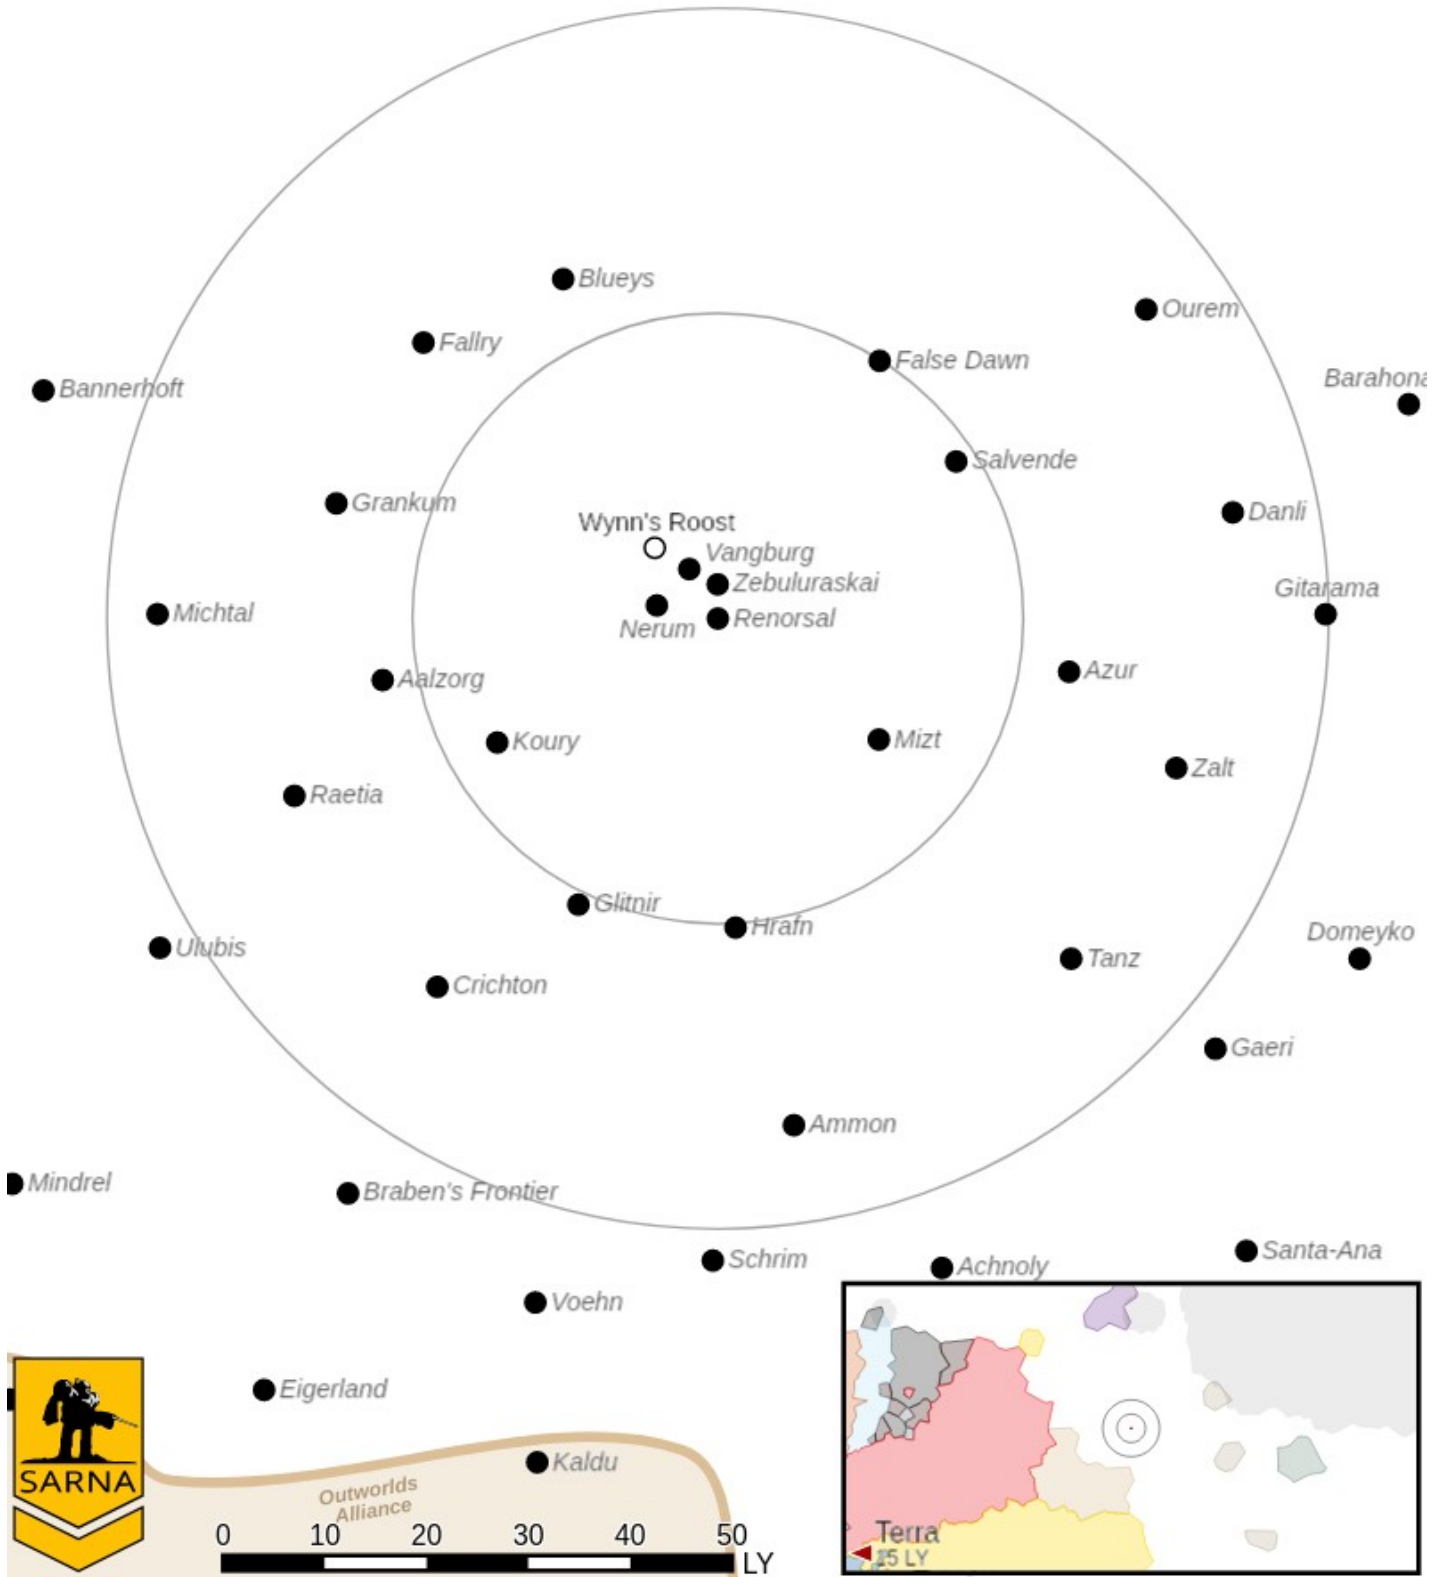 Blueys
Ourem
Fallry
False Dawn
Barahona
Bannerhoft
Salvende
Grankum
Danli
Wynn's Roost
Vangburg
Zebuluraskai
Gitarama
Michtal
Renorsal
Nerum
Azur
Aalzorg
Koury
Mizt
Zalt
Raetia
Glitnir
Hrafn
Domeyko
Ulubis
Tanz
Crichton
Gaeri
Ammon
Mindrel
Braben's Frontier
Santa-Ana
Schrim
Achnoly
Voehn
Eigerland
Kaldu
SARNA
Outworlds
Alliance
0 10 20 30 40 50
LY
Terra
LY